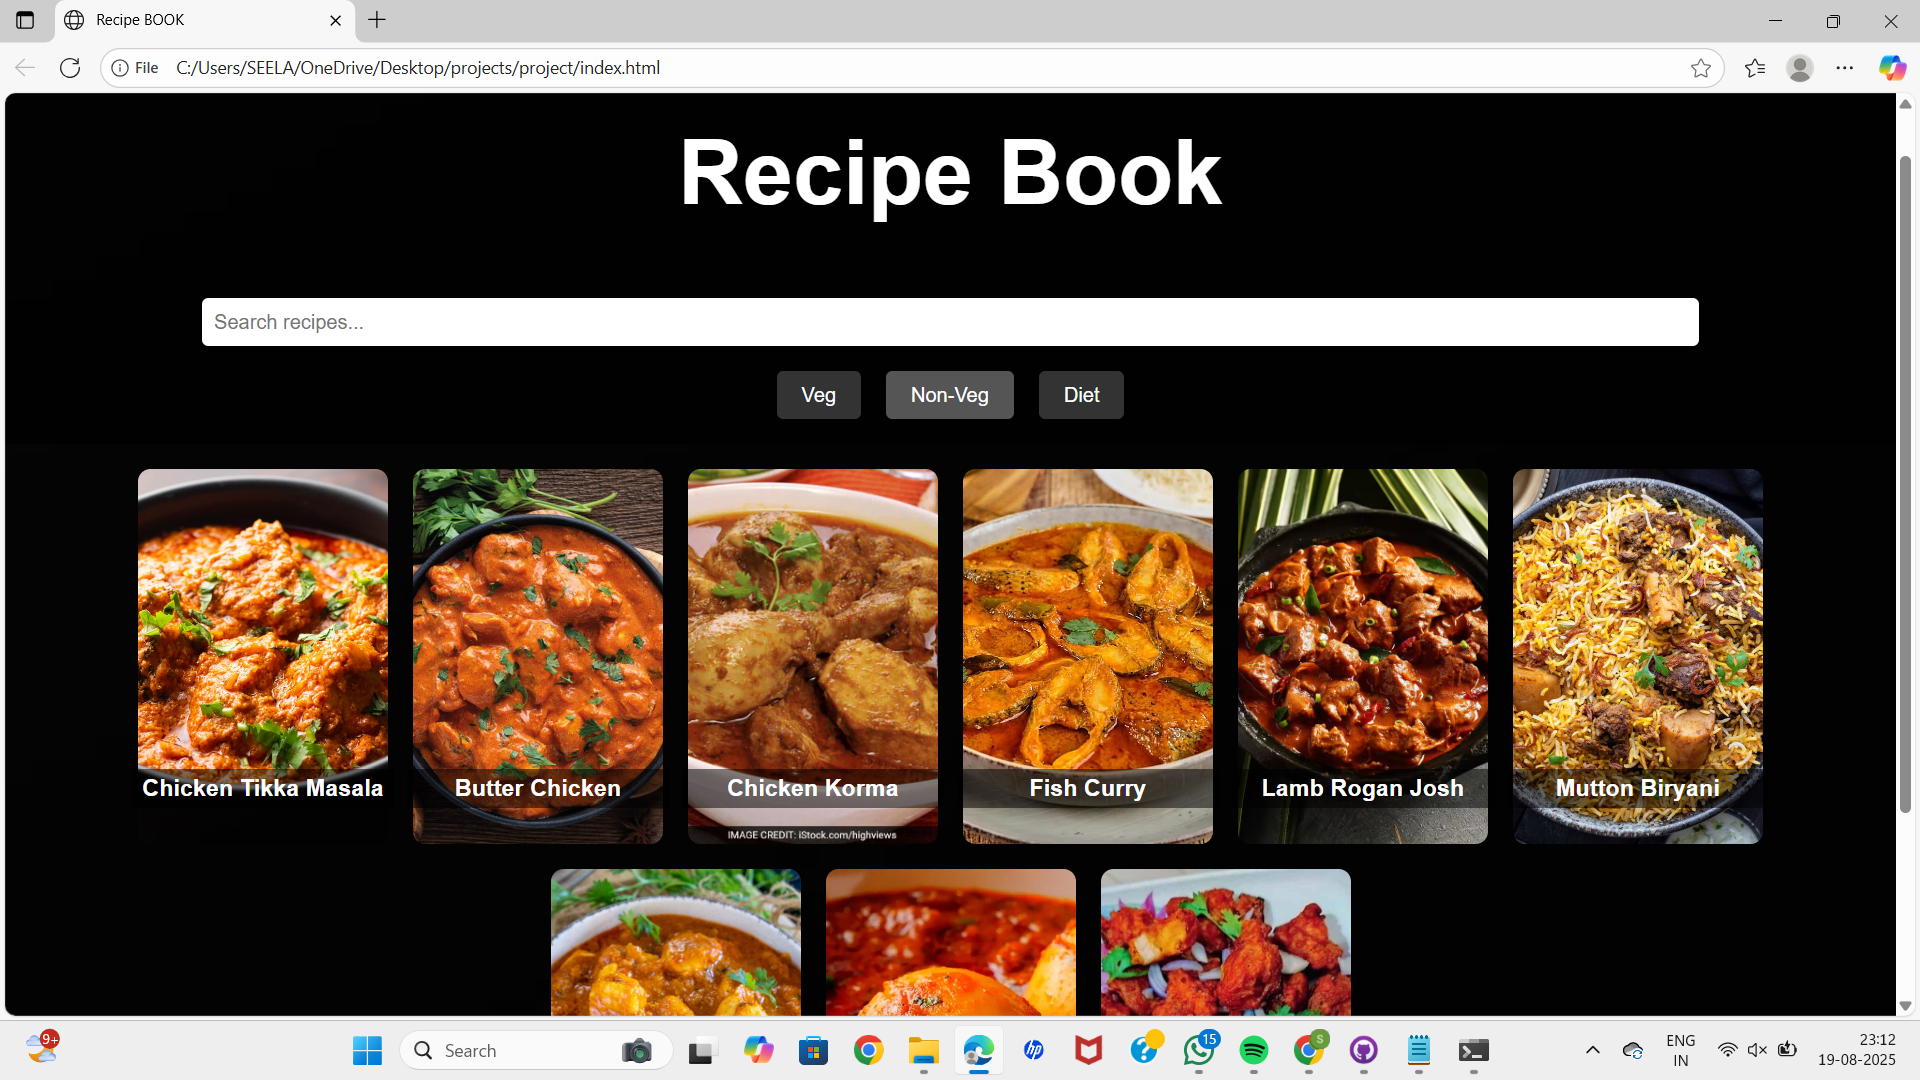 Recipe BOOK
File C:/Users/SEELA/OneDrive/Desktop/projects/project/index.html
Recipe Book
Search recipes...
Veg Non-Veg Diet
Chicken Tikka Masala
Butter Chicken
Chicken Korma
IMAGE CREDIT: iStock.com/highviews
Fish Curry
Lamb Rogan Josh
Mutton Biryani
9+
Search
hp
15
S
ENG
IN
23:12
19-08-2025